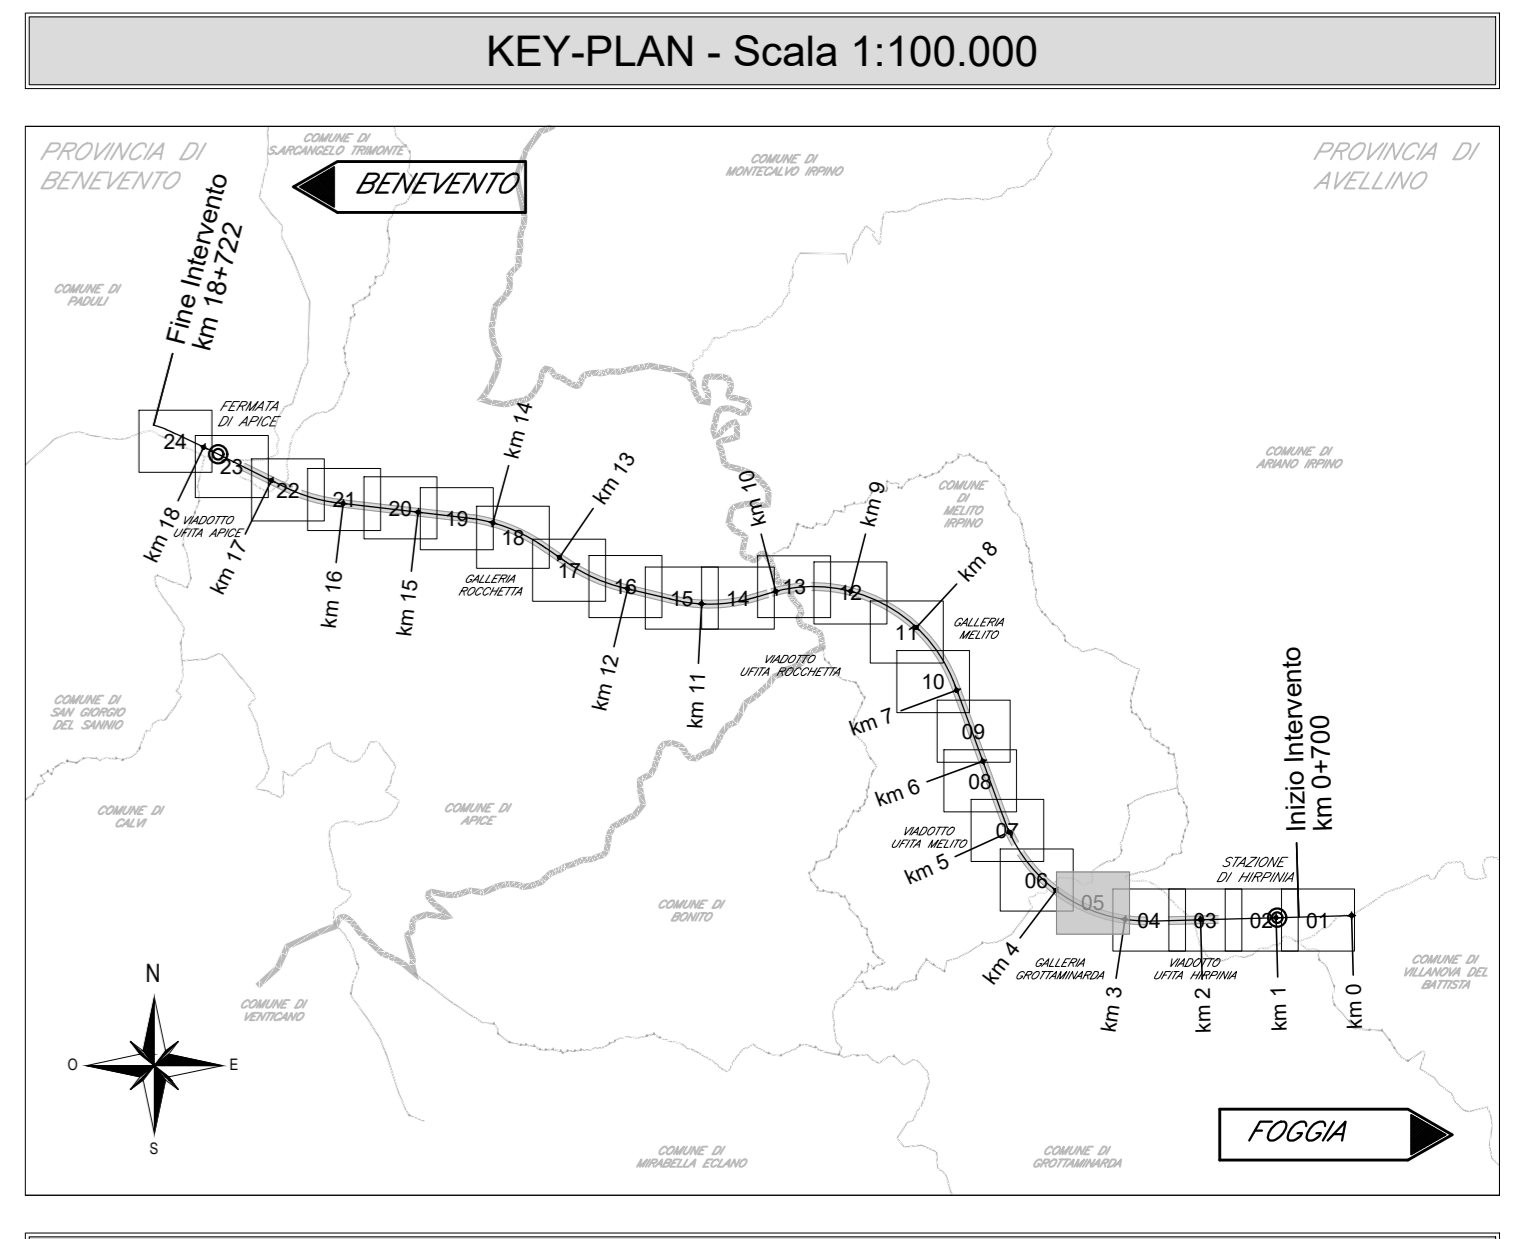 KEY-PLAN - Scala 1:100.000
PROVINCIA DI
BENEVENTO
COMUNE DI
S.ARCANGELO TRIMONTE
BENEVENTO
COMUNE DI
MONTECALVO IRPINO
PROVINCIA DI
AVELLINO
Fine Intervento
km 18+722
COMUNE DI
PADULI
FERMATA
DI APICE
24
23
22
21
20
19
18
17
16
15
14
13
12
11
10
09
08
07
06
05
04
03
02
01
km 18
km 17
km 16
km 15
km 14
km 13
km 12
km 11
km 10
km 9
km 8
km 7
km 6
km 5
km 4
km 3
km 2
km 1
km 0
VIADOTTO
UFITA APICE
GALLERIA
ROCCHETTA
VIADOTTO
UFITA ROCCHETTA
GALLERIA
MELITO
VIADOTTO
UFITA MELITO
GALLERIA
GROTTAMINARDA
VIADOTTO
UFITA HIRPINIA
STAZIONE
DI HIRPINIA
Inizio Intervento
km 0+700
COMUNE DI
ARIANO IRPINO
COMUNE
DI
MELITO
IRPINO
COMUNE DI
SAN GIORGIO
DEL SANNIO
COMUNE DI
CALVI
COMUNE DI
APICE
COMUNE DI
BONITO
COMUNE DI
VENTICANO
COMUNE DI
VILLANOVA DEL
BATTISTA
COMUNE DI
MIRABELLA ECLANO
COMUNE DI
GROTTAMINARDA
N
O
E
S
FOGGIA